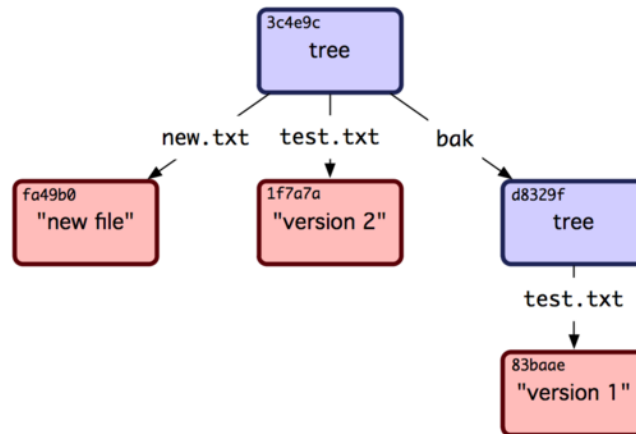 3c4e9c
tree
new.txt test.txt bak
fa49b0 1f7a7a d8329f
"new file" "version 2" tree
test.txt
83baae
"version 1"